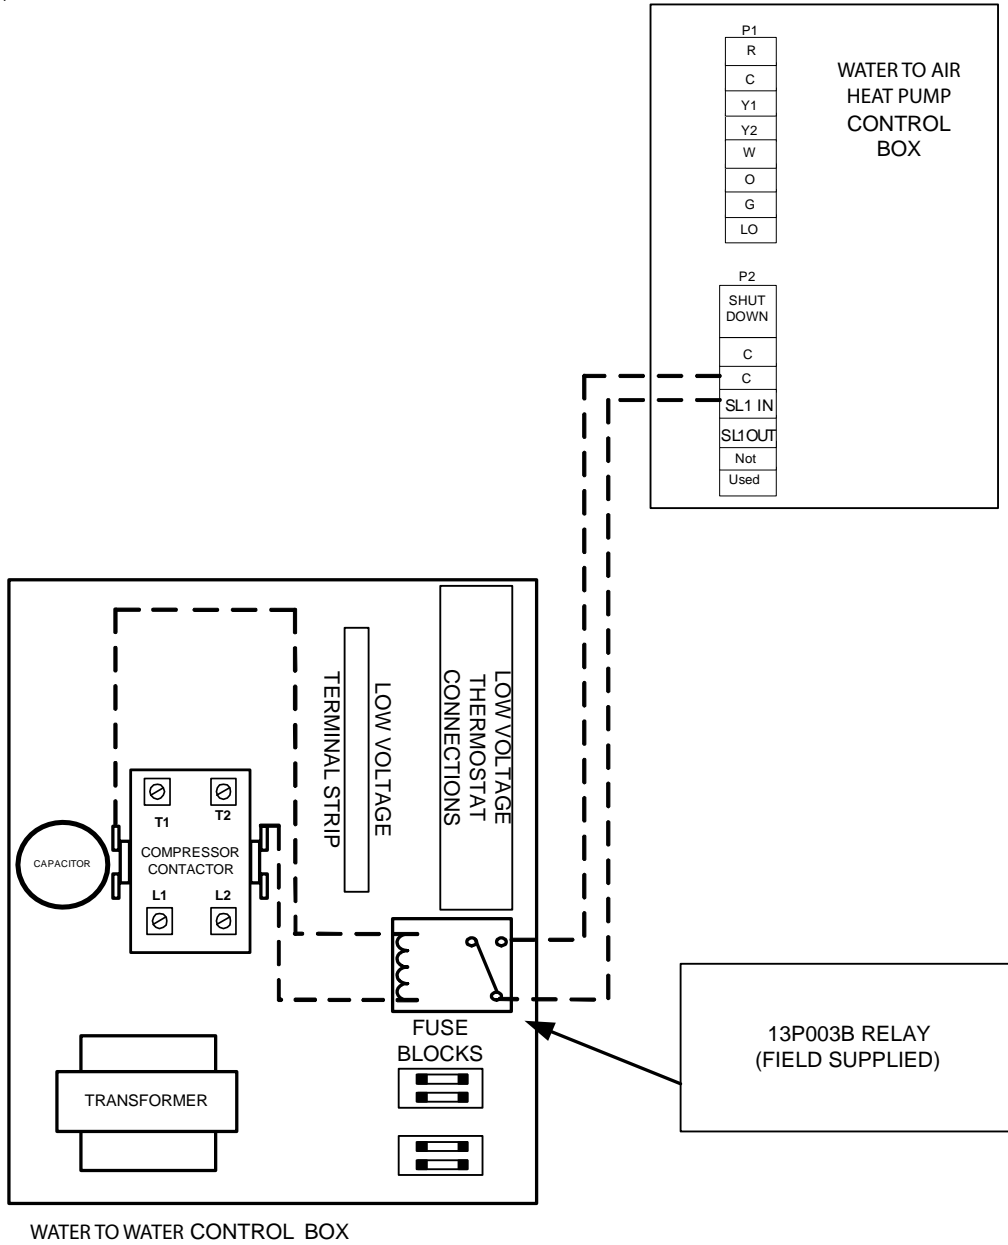 P1
R
C
Y1
Y2
W
O
G
LO
WATER TO AIR
HEAT PUMP
CONTROL
BOX
P2
SHUT
DOWN
C
C
SL1 IN
SL1OUT
Not
Used
LOW VOLTAGE
THERMOSTAT
CONNECTIONS
LOW VOLTAGE
TERMINAL STRIP
T1
T2
COMPRESSOR
CONTACTOR
L1
L2
CAPACITOR
FUSE
BLOCKS
TRANSFORMER
13P003B RELAY
(FIELD SUPPLIED)
WATER TO WATER CONTROL BOX